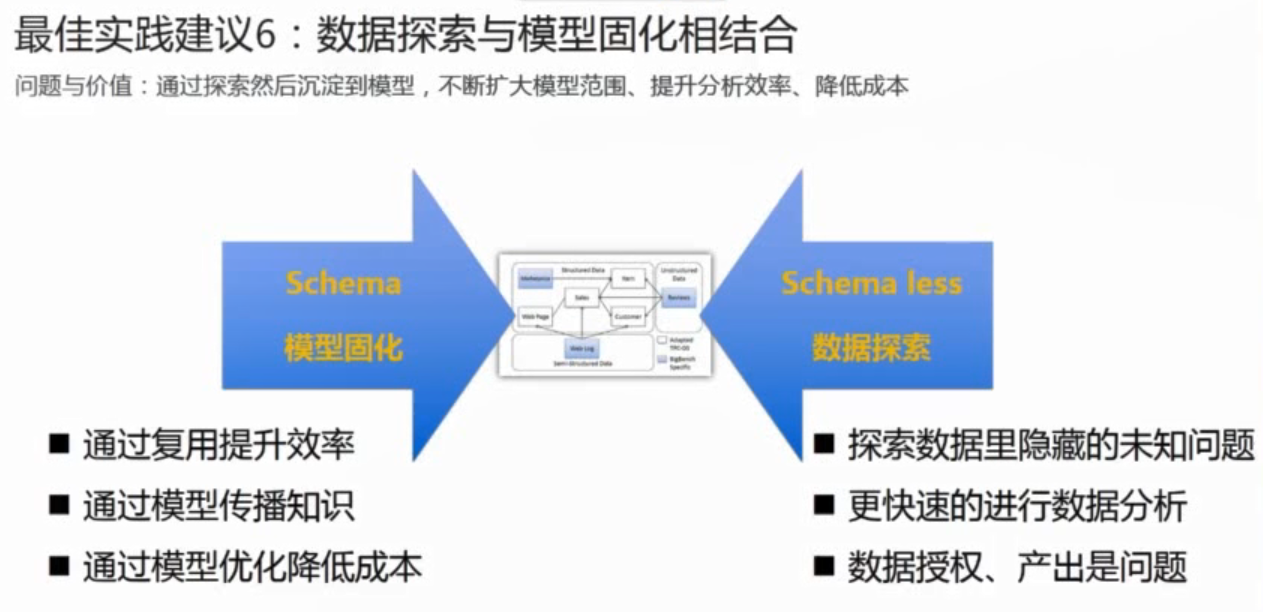 最佳实践建议6：数据探索与模型固化相结合
问题与价值：通过探索然后沉淀到模型，不断扩大模型范围、提升分析效率、降低成本
Schema
模型固化
Structured Data
Marketprice
Item
Sales
Web Page
Customer
Unstructured
Data
Reviews
Web Log
Semi-Structured Data
Adapted
TPC-DS
BigBench
Specific
Schema less
数据探索
■ 通过复用提升效率
■ 通过模型传播知识
■ 通过模型优化降低成本
■ 探索数据里隐藏的未知问题
■ 更快速的进行数据分析
■ 数据授权、产出是问题